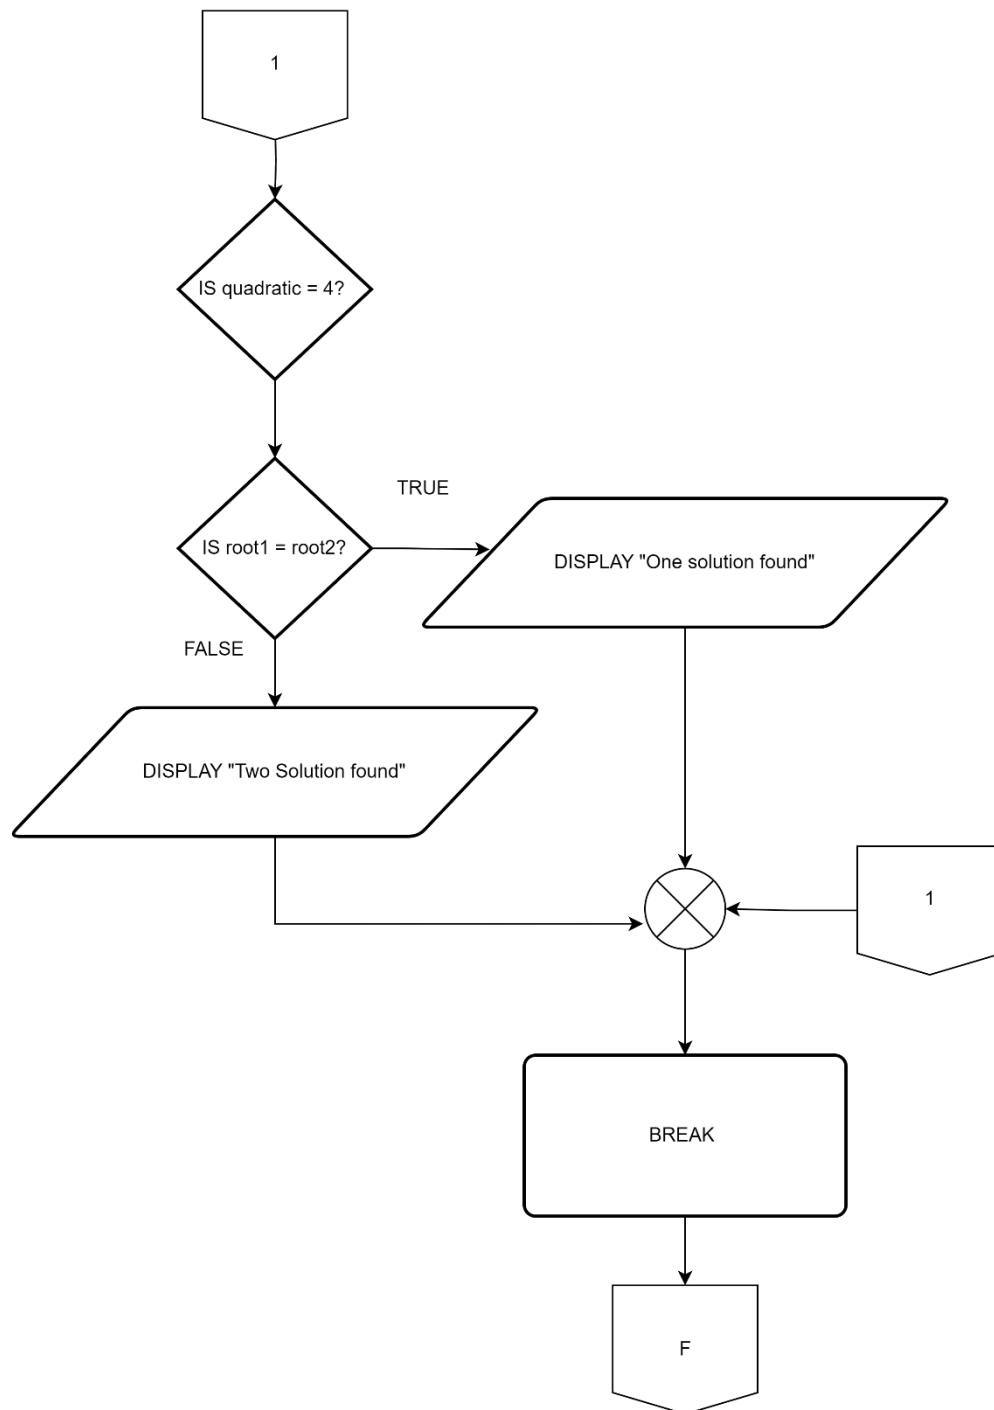 1
IS quadratic = 4?
TRUE
IS root1 = root2?
DISPLAY "One solution found"
FALSE
DISPLAY "Two Solution found"
1
BREAK
F